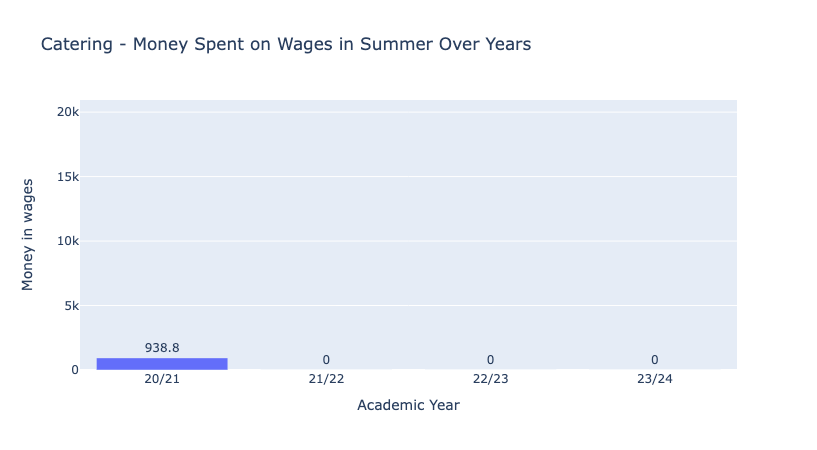 Catering - Money Spent on Wages in Summer Over Years
Money in wages
20k
15k
10k
5k
0
938.8
0
0
0
20/21
21/22
22/23
23/24
Academic Year